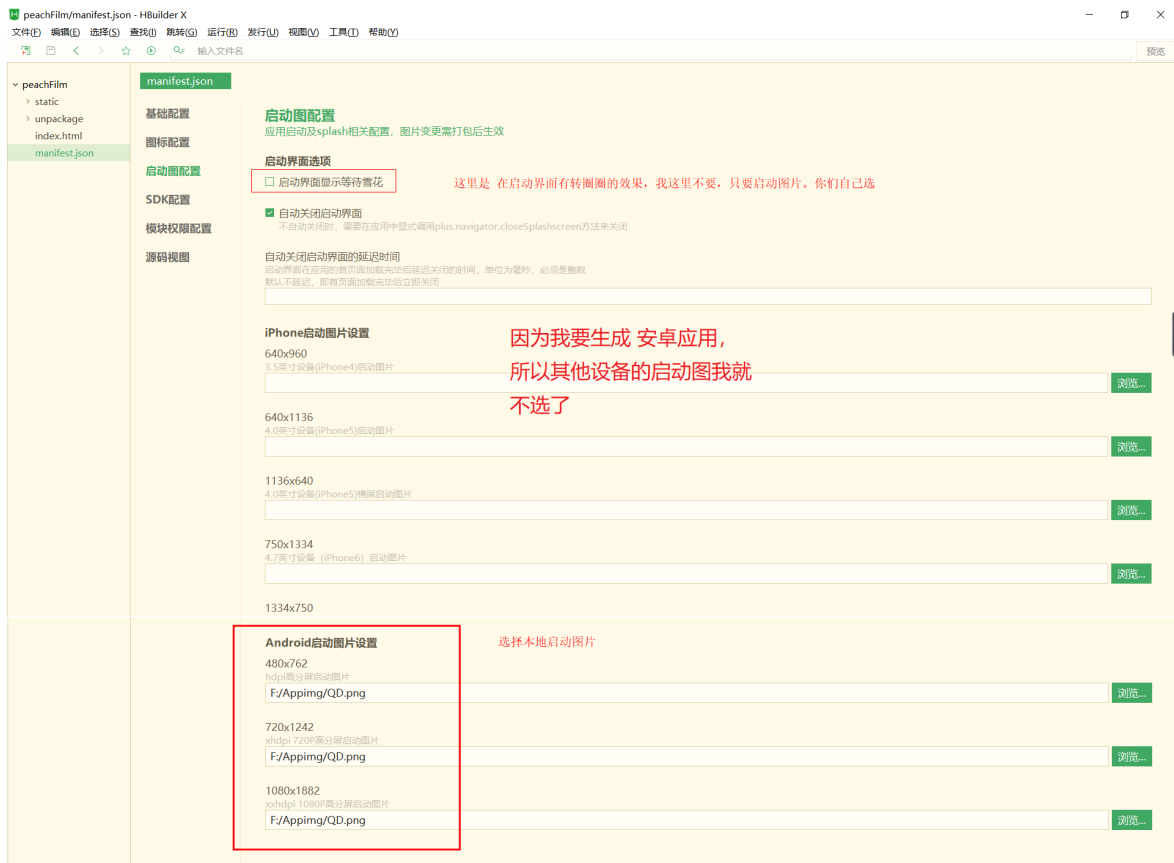 peachFilm/manifest.json - HBuilder X
文件(F) 编辑(E) 选择(S) 查找(I) 跳转(G) 运行(R) 发行(U) 视图(V) 工具(T) 帮助(Y)
输入文件名 预览
peachFilm
static
unpackage
index.html
manifest.json
manifest.json
基础配置
图标配置
启动图配置
SDK配置
模块权限配置
源码视图
启动图配置
应用启动及splash相关配置，图片变更需打包后生效
启动界面选项
启动界面显示等待雪花
这里是 在启动界面有转圈圈的效果，我这里不要，只要启动图片。你们自己选
自动关闭启动界面
不自动关闭时，需要在应用中显式调用plus.navigator.closeSplashscreen方法来关闭
自动关闭启动界面的延迟时间
启动界面在应用的首页面加载完毕后延迟关闭的时间，单位为毫秒，必须是整数
默认不延迟，即首页面加载完毕后立即关闭
iPhone启动图片设置
因为我要生成 安卓应用，
所以其他设备的启动图我就
不选了
640x960
3.5英寸设备(iPhone4)启动图片
浏览...
640x1136
4.0英寸设备(iPhone5)启动图片
浏览...
1136x640
4.0英寸设备(iPhone5)横屏启动图片
浏览...
750x1334
4.7英寸设备（iPhone6）启动图片
浏览...
1334x750
Android启动图片设置
选择本地启动图片
480x762
hdpi高分屏启动图片
F:/Appimg/QD.png 浏览...
720x1242
xhdpi 720P高分屏启动图片
F:/Appimg/QD.png 浏览...
1080x1882
xxhdpi 1080P高分屏启动图片
F:/Appimg/QD.png 浏览...